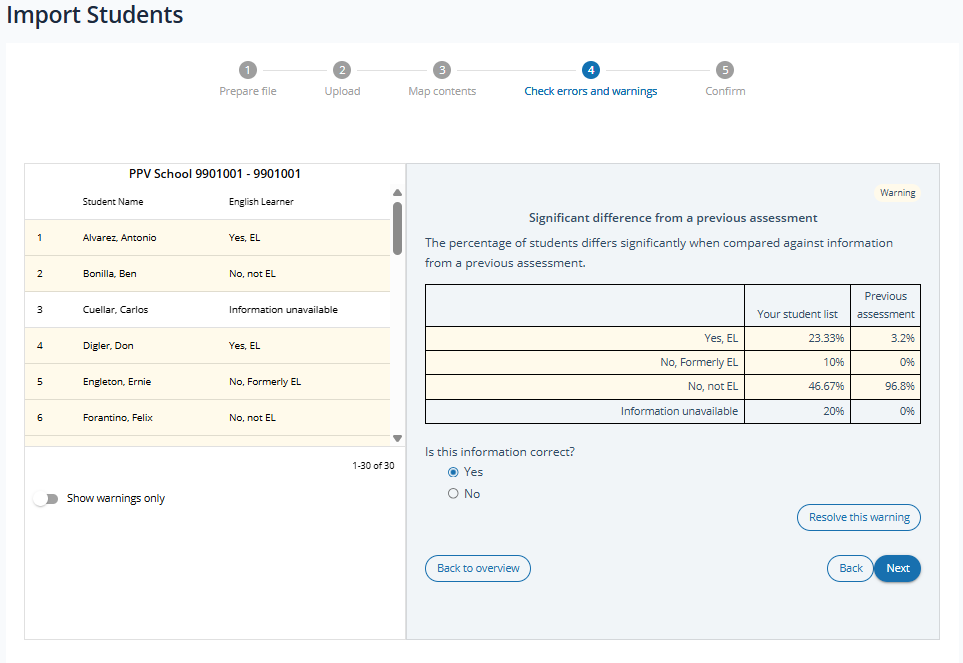 Import Students
1 2 3 4 5
Prepare file Upload Map contents Check errors and warnings Confirm
PPV School 9901001 - 9901001
Student Name English Learner
1 Alvarez, Antonio Yes, EL
2 Bonilla, Ben No, not EL
3 Cuellar, Carlos Information unavailable
4 Digler, Don Yes, EL
5 Engleton, Ernie No, Formerly EL
6 Forantino, Felix No, not EL
1-30 of 30
Show warnings only
Warning
Significant difference from a previous assessment
The percentage of students differs significantly when compared against information
from a previous assessment.
Your student list Previous assessment
Yes, EL 23.33% 3.2%
No, Formerly EL 10% 0%
No, not EL 46.67% 96.8%
Information unavailable 20% 0%
Is this information correct?
Yes
No
Resolve this warning
Back to overview Back Next